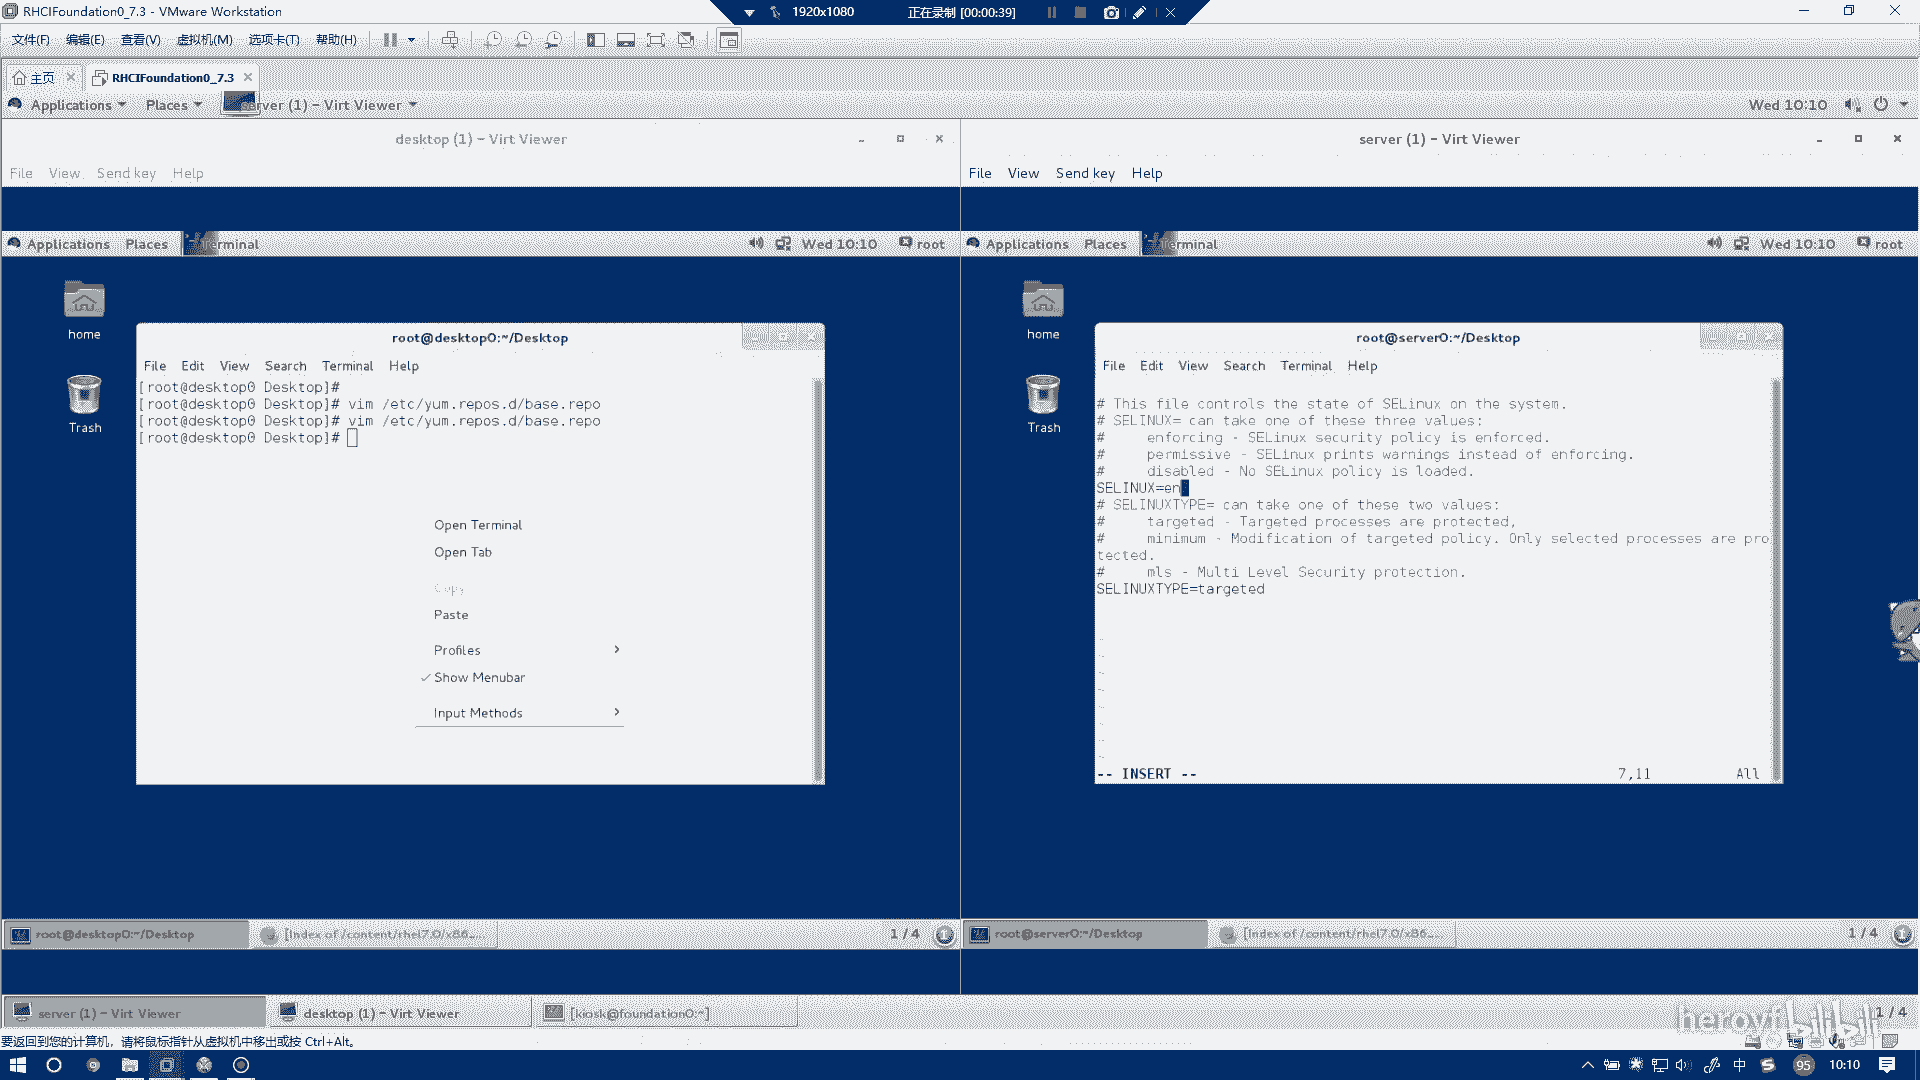 RHCIFoundation0_7.3 - VMware Workstation
1920x1080
正在录制 [00:00:39]
文件(F) 编辑(E) 查看(V) 虚拟机(M) 选项卡(T) 帮助(H)
主页
RHCIFoundation0_7.3
Applications Places server (1) - Virt Viewer
Wed 10:10
desktop (1) - Virt Viewer
File View Send key Help
Applications Places Terminal
Wed 10:10 root
home
Trash
root@desktop0:~/Desktop
File Edit View Search Terminal Help
[root@desktop0 Desktop]#
[root@desktop0 Desktop]# vim /etc/yum.repos.d/base.repo
[root@desktop0 Desktop]# vim /etc/yum.repos.d/base.repo
[root@desktop0 Desktop]#
Open Terminal
Open Tab
Copy
Paste
Profiles
Show Menubar
Input Methods
root@desktop0:~/Desktop
[Index of /content/rhel7.0/x86_...
1 / 4
server (1) - Virt Viewer
File View Send key Help
Applications Places Terminal
Wed 10:10 root
home
Trash
root@server0:~/Desktop
File Edit View Search Terminal Help
# This file controls the state of SELinux on the system.
# SELINUX= can take one of these three values:
#     enforcing - SELinux security policy is enforced.
#     permissive - SELinux prints warnings instead of enforcing.
#     disabled - No SELinux policy is loaded.
SELINUX=en
# SELINUXTYPE= can take one of these two values:
#     targeted - Targeted processes are protected,
#     minimum - Modification of targeted policy. Only selected processes are pro
tected.
#     mls - Multi Level Security protection.
SELINUXTYPE=targeted
~
~
~
~
~
~
~
~
-- INSERT --
7,11
All
root@server0:~/Desktop
[Index of /content/rhel7.0/x86_...
1 / 4
server (1) - Virt Viewer
desktop (1) - Virt Viewer
[kiosk@foundation0:~]
1 / 4
bilibili
要返回到您的计算机，请将鼠标指针从虚拟机中移出或按 Ctrl+Alt。
中
95
10:10